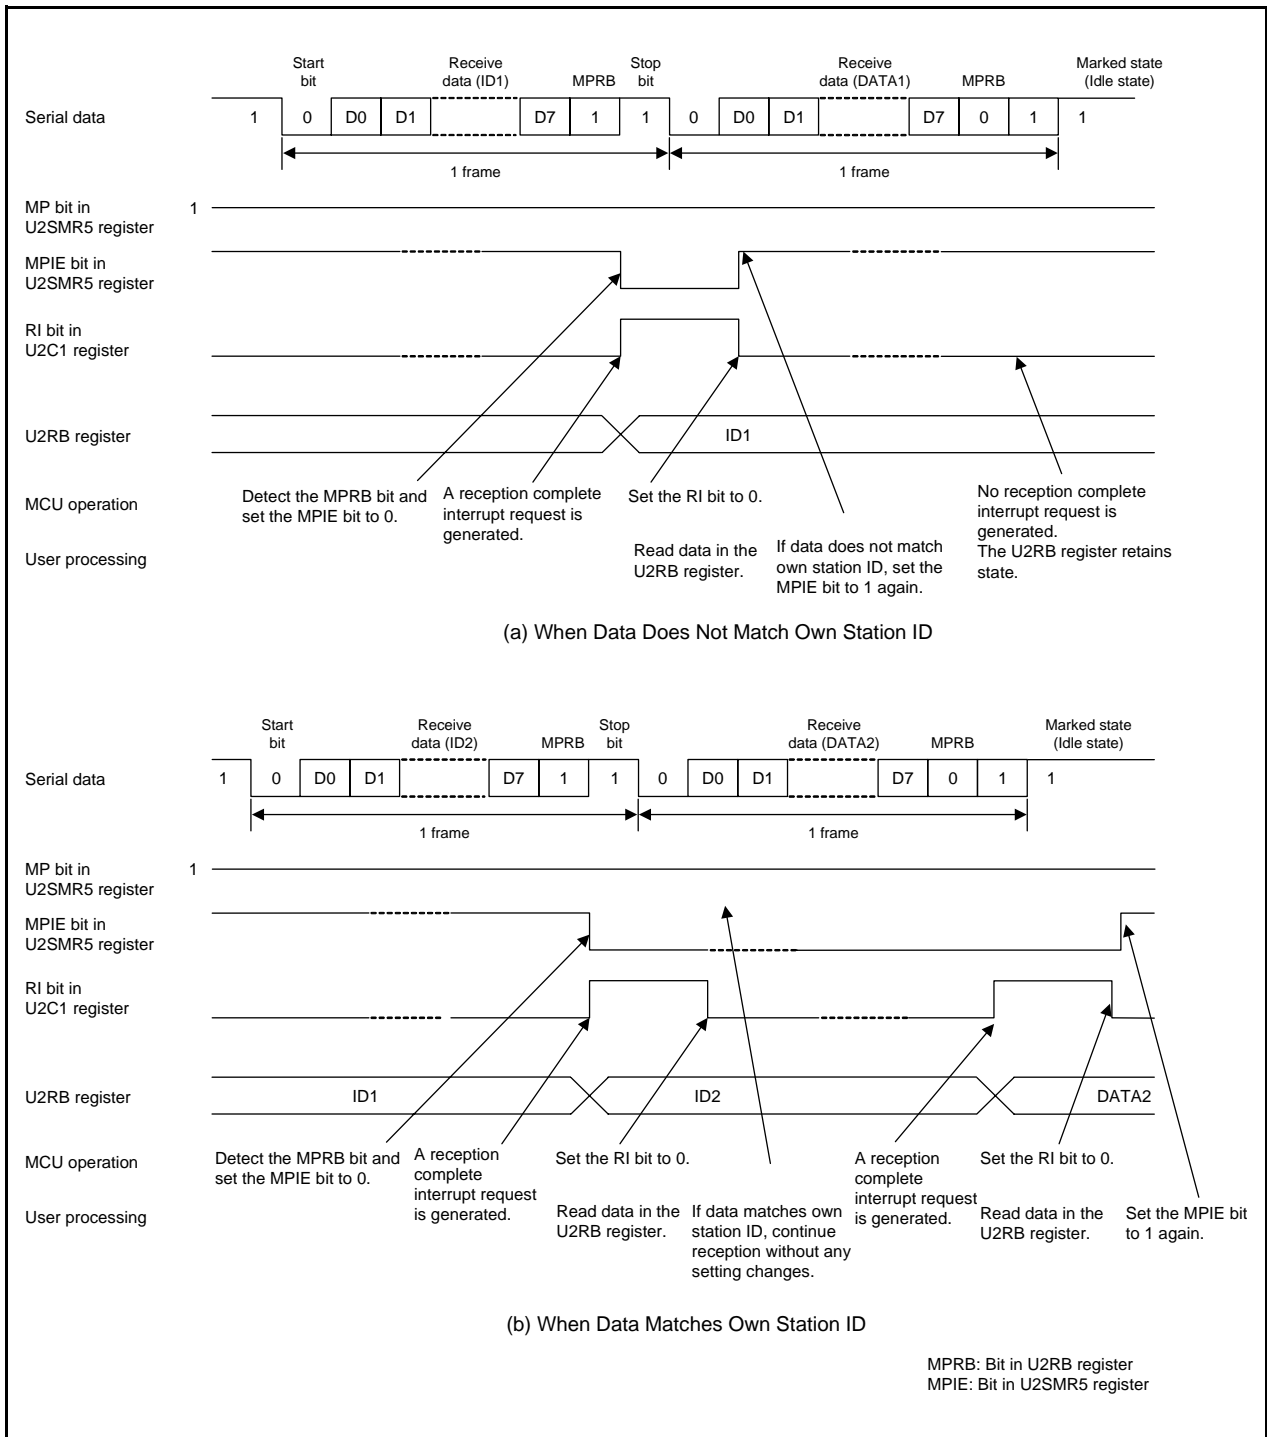 Start
bit
Receive
data (ID1)
MPRB
Stop
bit
Receive
data (DATA1)
MPRB
Marked state
(Idle state)
Serial data
1 0 D0 D1 D7 1 1 0 D0 D1 D7 0 1 1
1 frame 1 frame
MP bit in
U2SMR5 register
1
MPIE bit in
U2SMR5 register
RI bit in
U2C1 register
U2RB register
ID1
MCU operation
Detect the MPRB bit and
set the MPIE bit to 0.
A reception complete
interrupt request is
generated.
Set the RI bit to 0.
No reception complete
interrupt request is
generated.
The U2RB register retains
state.
User processing
Read data in the
U2RB register.
If data does not match
own station ID, set the
MPIE bit to 1 again.
(a) When Data Does Not Match Own Station ID
Start
bit
Receive
data (ID2)
MPRB
Stop
bit
Receive
data (DATA2)
MPRB
Marked state
(Idle state)
Serial data
1 0 D0 D1 D7 1 1 0 D0 D1 D7 0 1 1
1 frame 1 frame
MP bit in
U2SMR5 register
1
MPIE bit in
U2SMR5 register
RI bit in
U2C1 register
U2RB register
ID1 ID2 DATA2
MCU operation
Detect the MPRB bit and
set the MPIE bit to 0.
A reception
complete
interrupt request
is generated.
Set the RI bit to 0.
A reception
complete
interrupt request
is generated.
Set the RI bit to 0.
User processing
Read data in the
U2RB register.
If data matches own
station ID, continue
reception without any
setting changes.
Read data in the
U2RB register.
Set the MPIE bit
to 1 again.
(b) When Data Matches Own Station ID
MPRB: Bit in U2RB register
MPIE: Bit in U2SMR5 register